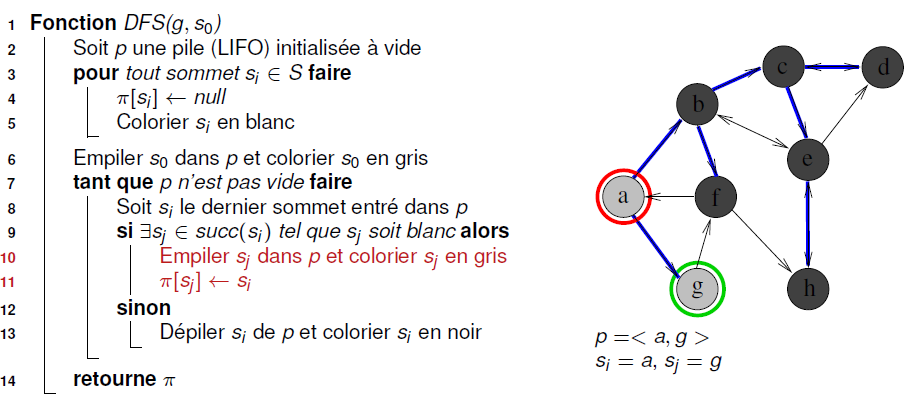 1 Fonction DFS(g, s₀)
2 Soit p une pile (LIFO) initialisée à vide
3 pour tout sommet sᵢ ∈ S faire
4 π[sᵢ] ← null
5 Colorier sᵢ en blanc
6 Empiler s₀ dans p et colorier s₀ en gris
7 tant que p n'est pas vide faire
8 Soit sᵢ le dernier sommet entré dans p
9 si ∃sⱼ ∈ succ(sᵢ) tel que sⱼ soit blanc alors
10 Empiler sⱼ dans p et colorier sⱼ en gris
11 π[sⱼ] ← sᵢ
12 sinon
13 Dépiler sᵢ de p et colorier sᵢ en noir
14 retourne π
c
d
b
e
a
f
g
h
p =< a, g >
sᵢ = a, sⱼ = g